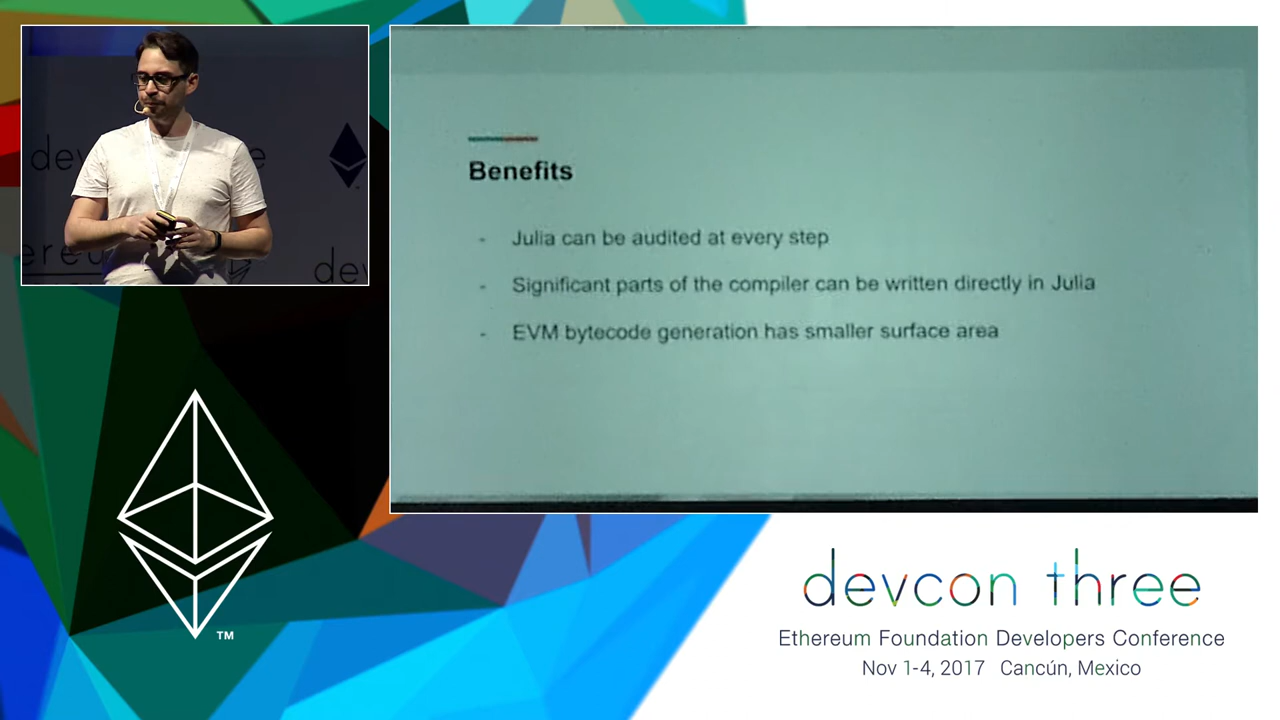 Benefits
- Julia can be audited at every step
- Significant parts of the compiler can be written directly in Julia
- EVM bytecode generation has smaller surface area
TM
devcon three
Ethereum Foundation Developers Conference
Nov 1-4, 2017 Cancún, Mexico